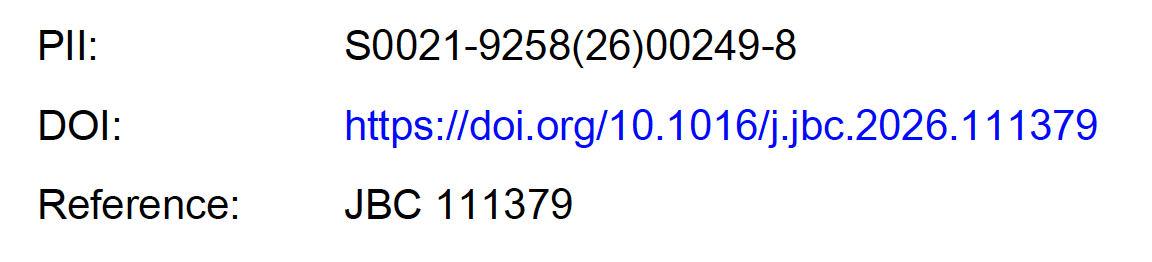 PII: S0021-9258(26)00249-8
DOI: https://doi.org/10.1016/j.jbc.2026.111379
Reference: JBC 111379